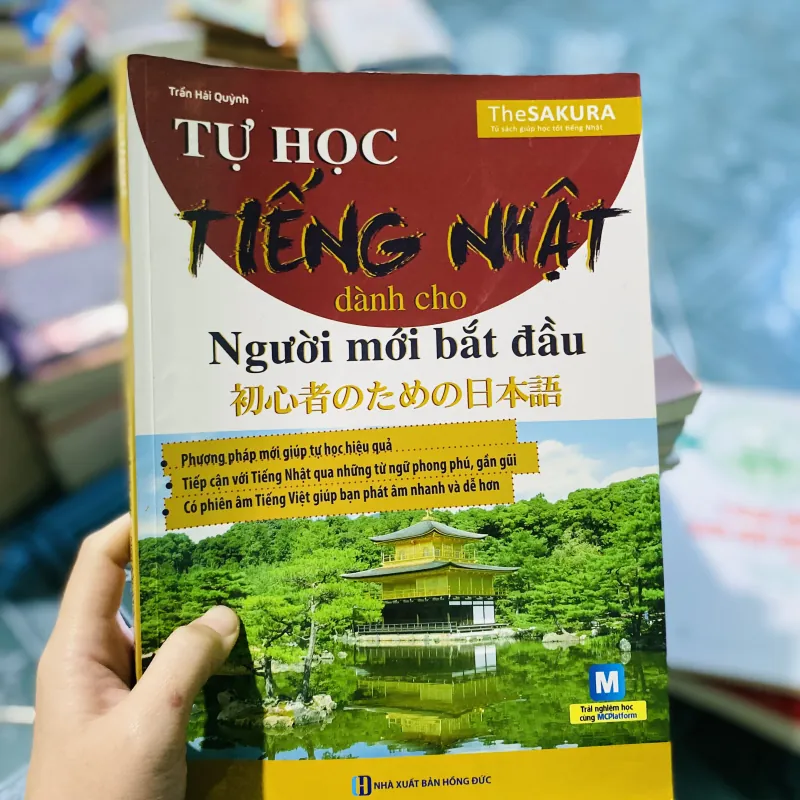 Trần Hải Quỳnh
TheSAKURA
Tủ sách giúp học tốt tiếng Nhật
TỰ HỌC
TIẾNG NHẬT
dành cho
Người mới bắt đầu
初心者のための日本語
Phương pháp mới giúp tự học hiệu quả
Tiếp cận với Tiếng Nhật qua những từ ngữ phong phú, gần gũi
Có phiên âm Tiếng Việt giúp bạn phát âm nhanh và dễ hơn
M
Trải nghiệm học
cùng MCPlatform
NHÀ XUẤT BẢN HỒNG ĐỨC